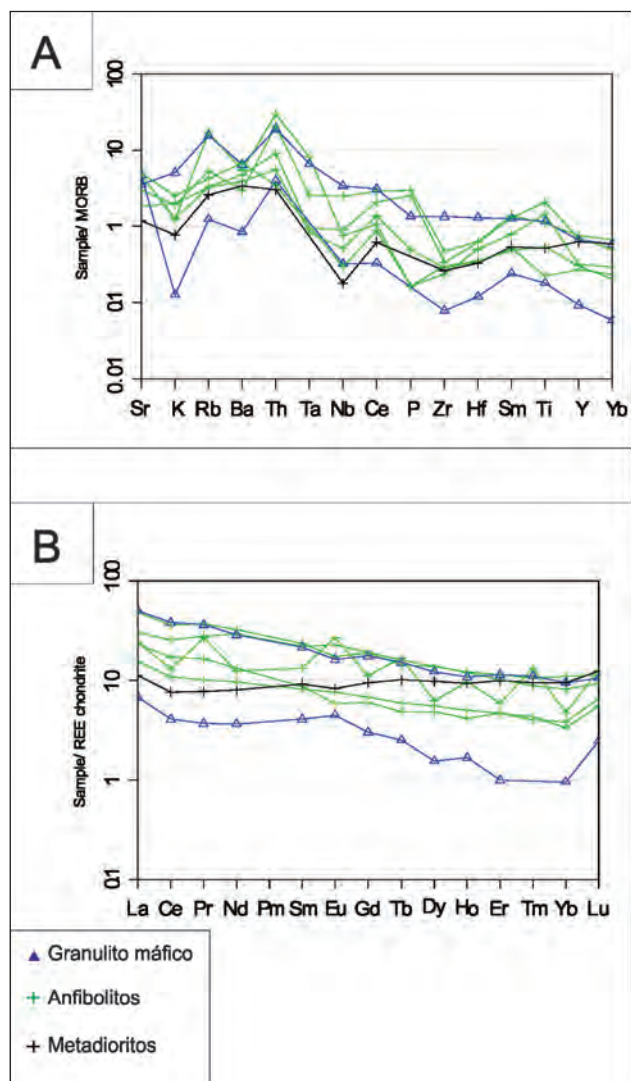 A
100
10
1
0.1
0.01
Sample/ MORB
Sr K Rb Ba Th Ta Nb Ce P Zr Hf Sm Ti Y Yb
B
100
10
1
01
Sample/ REE chondrite
La Ce Pr Nd Pm Sm Eu Gd Tb Dy Ho Er Tm Yb Lu
Granulito máfico
Anfibolitos
Metadioritos